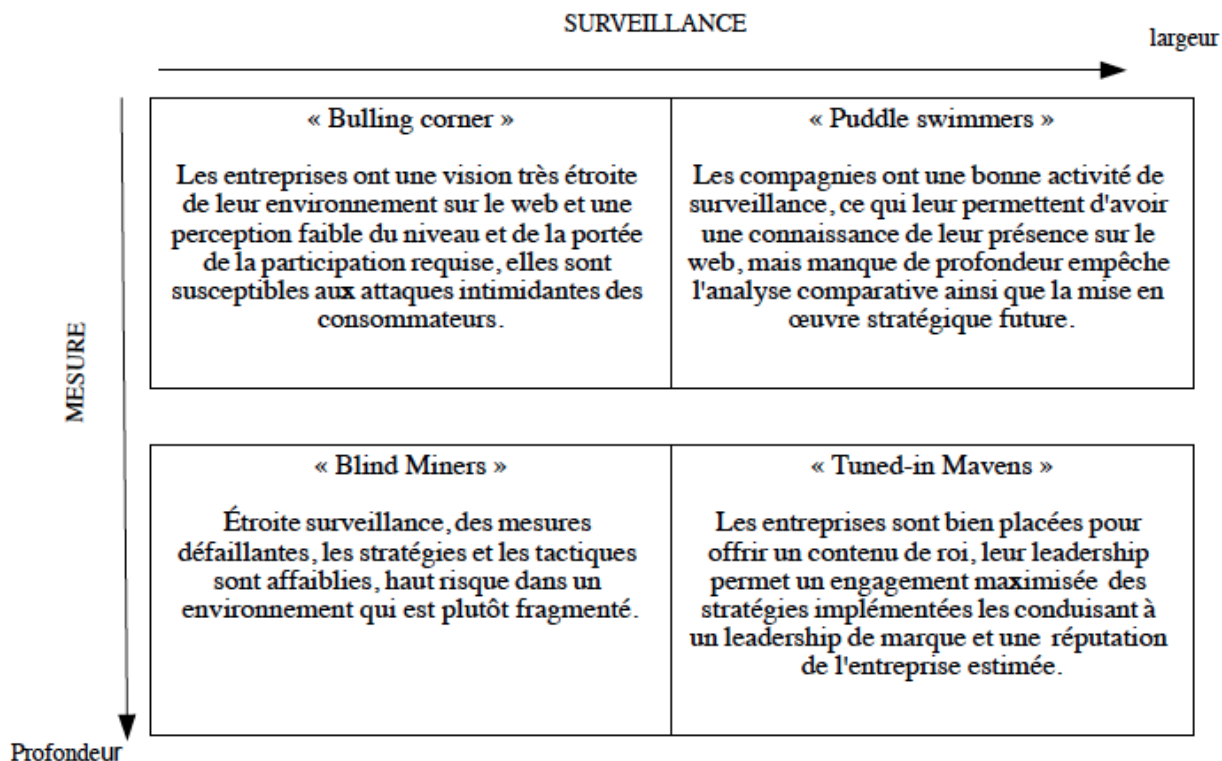 SURVEILLANCE
largeur
« Bulling corner »
Les entreprises ont une vision très étroite
de leur environnement sur le web et une
perception faible du niveau et de la portée
de la participation requise, elles sont
susceptibles aux attaques intimidantes des
consommateurs.
« Puddle swimmers »
Les compagnies ont une bonne activité de
surveillance, ce qui leur permettent d'avoir
une connaissance de leur présence sur le
web, mais manque de profondeur empêche
l'analyse comparative ainsi que la mise en
œuvre stratégique future.
MESURE
« Blind Miners »
Étroite surveillance, des mesures
défaillantes, les stratégies et les tactiques
sont affaiblies, haut risque dans un
environnement qui est plutôt fragmenté.
« Tuned-in Mavens »
Les entreprises sont bien placées pour
offrir un contenu de roi, leur leadership
permet un engagement maximisée des
stratégies implémentées les conduisant à
un leadership de marque et une réputation
de l'entreprise estimée.
Profondeur